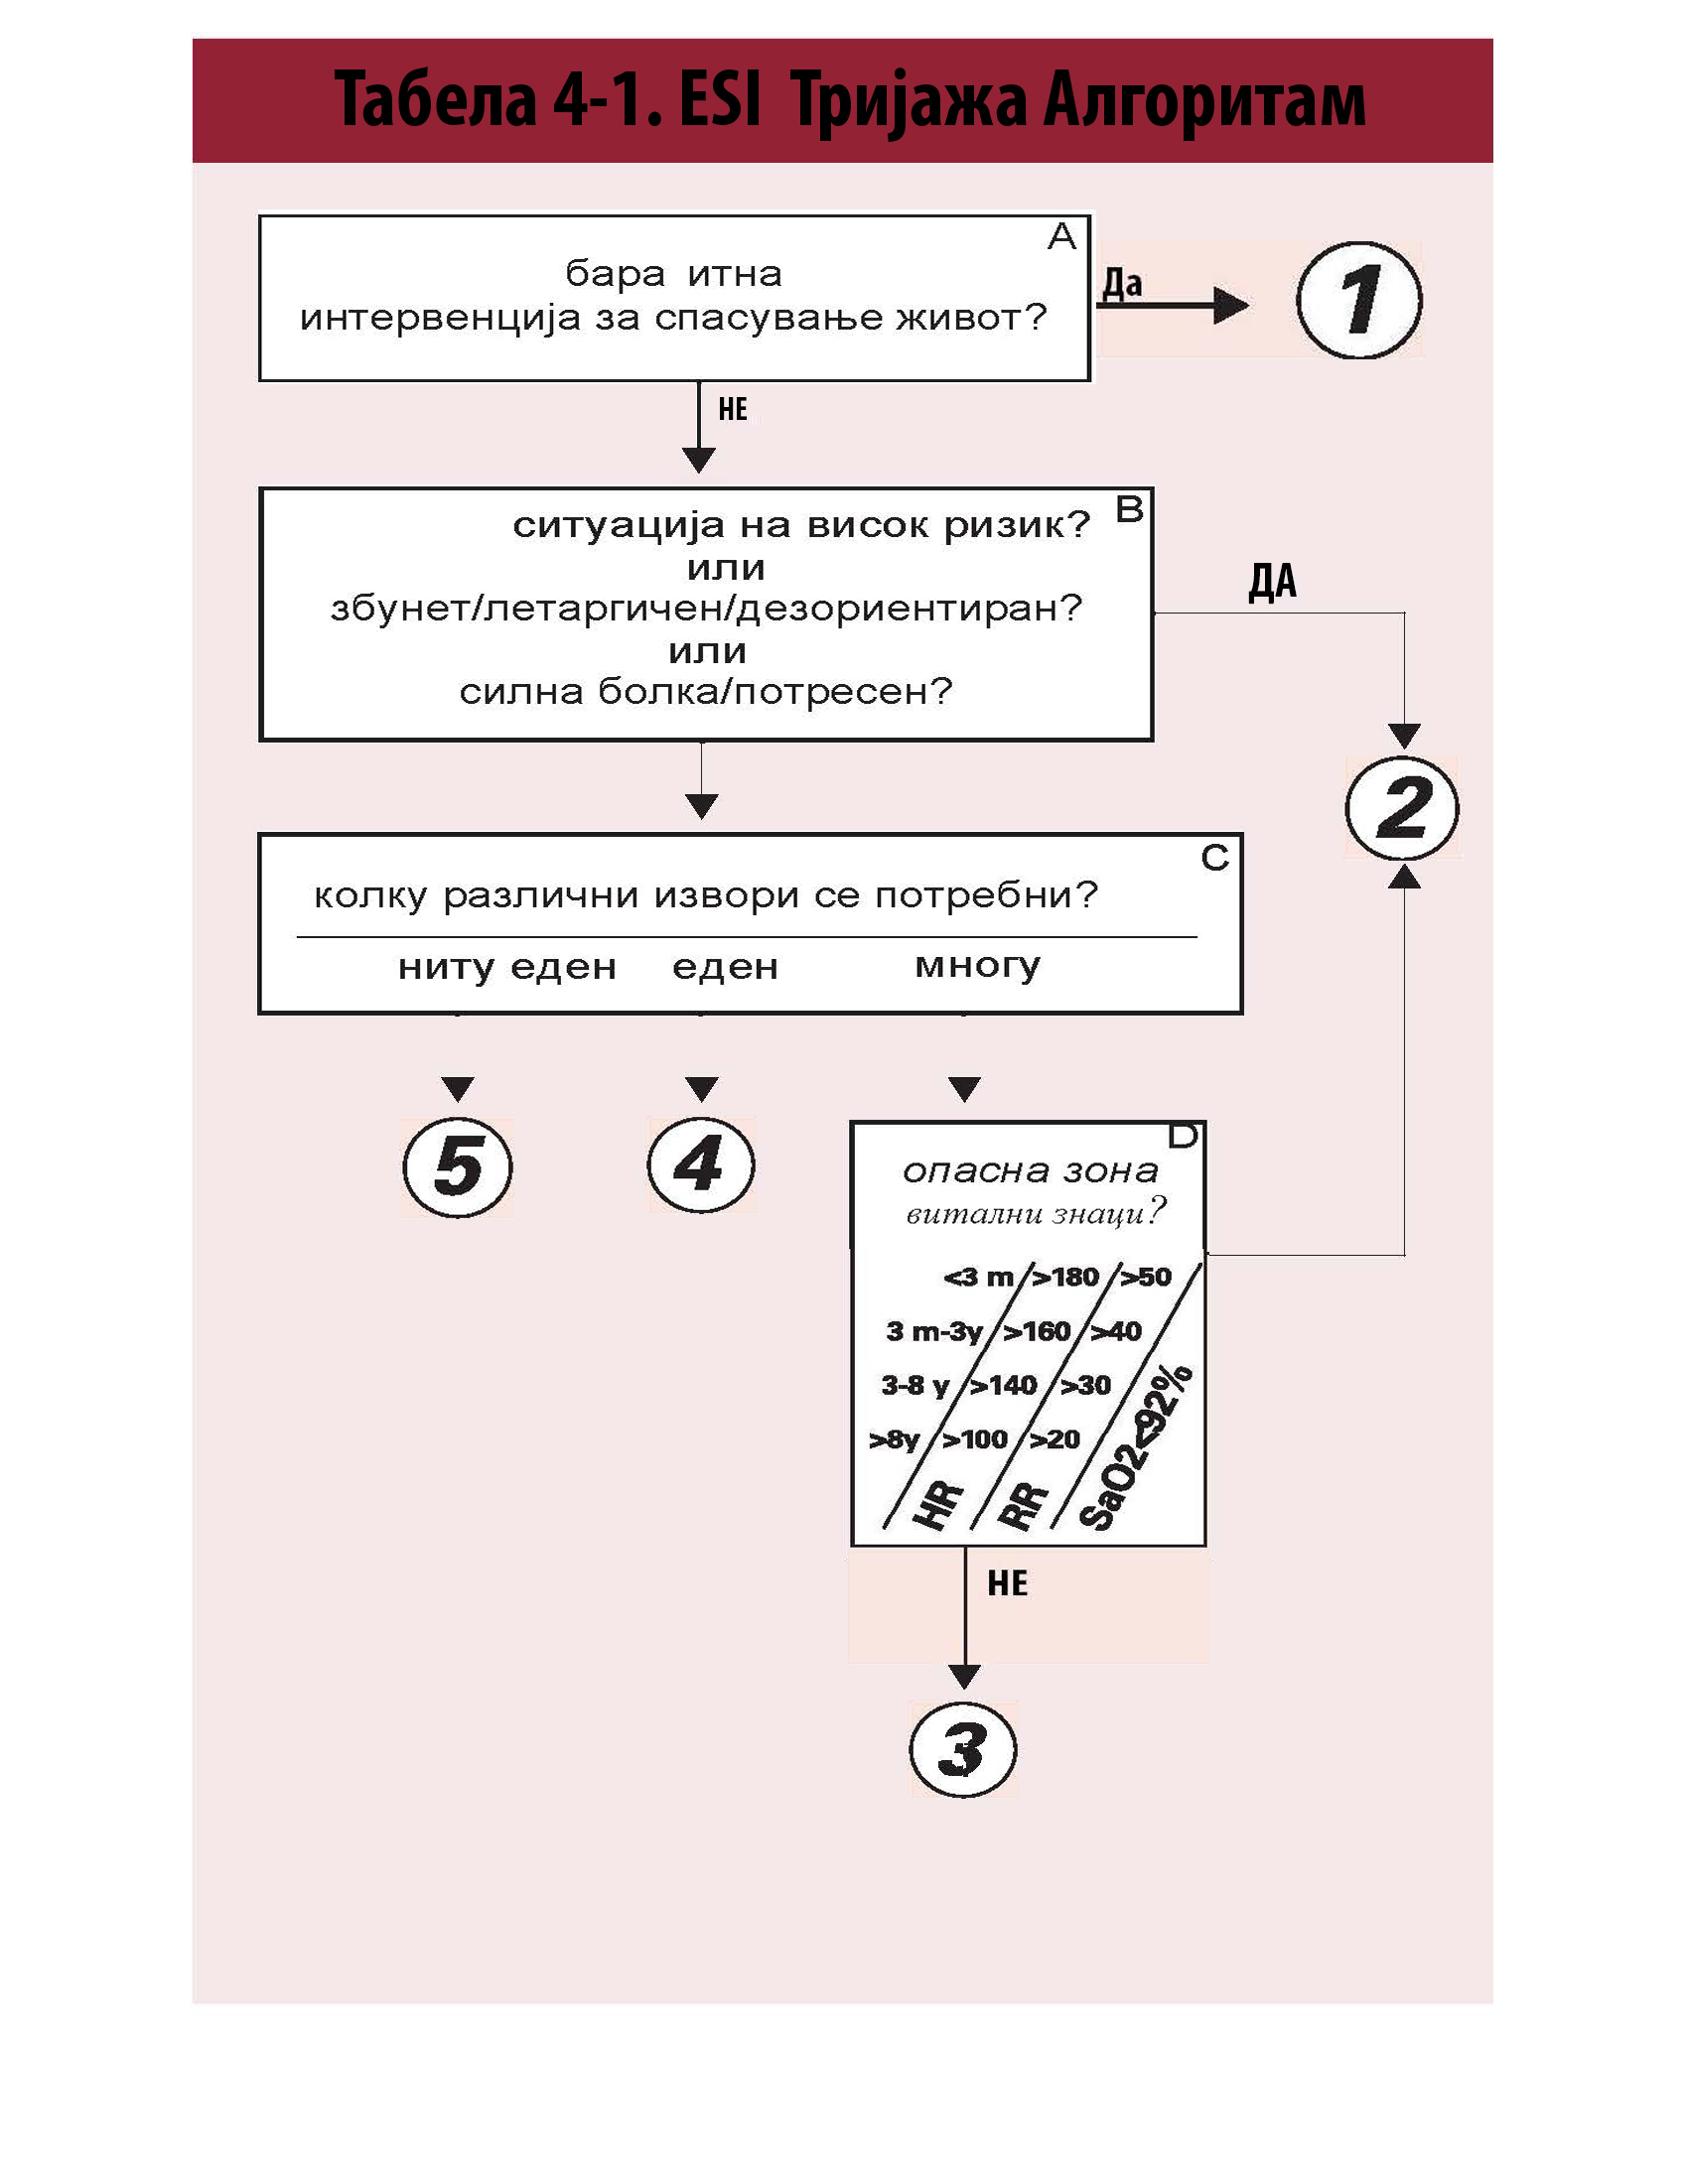 Табела 4-1. ESI Тријажа Алгоритам
A
бара итна
интервенција за спасување живот?
Да
1
НЕ
B
ситуација на висок ризик?
или
збунет/летаргичен/дезориентиран?
или
силна болка/потресен?
ДА
2
C
колку различни извори се потребни?
ниту еден еден многу
5
4
D
опасна зона
витални знаци?
<3 m >180 >50
3 m-3y >160 >40
3-8 y >140 >30
>8y >100 >20
HR RR SaO2<92%
НЕ
3